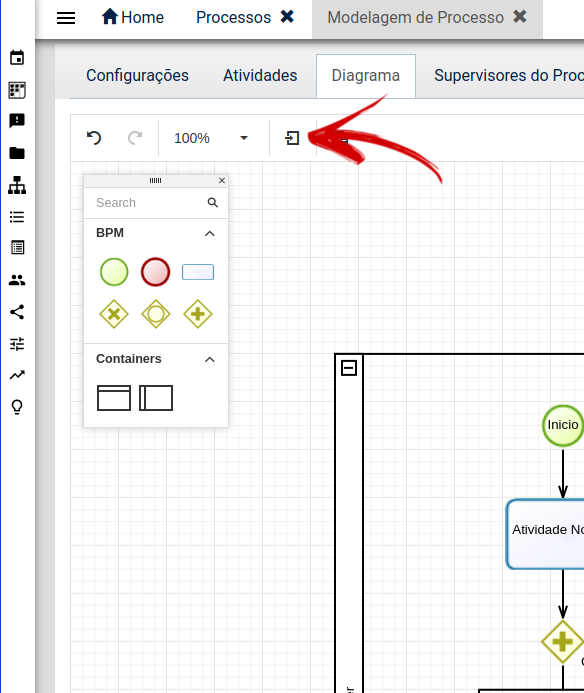 Home Processos Modelagem de Processo
Configurações Atividades Diagrama Supervisores do Proc
100%
Search
BPM
Containers
Inicio
Atividade No